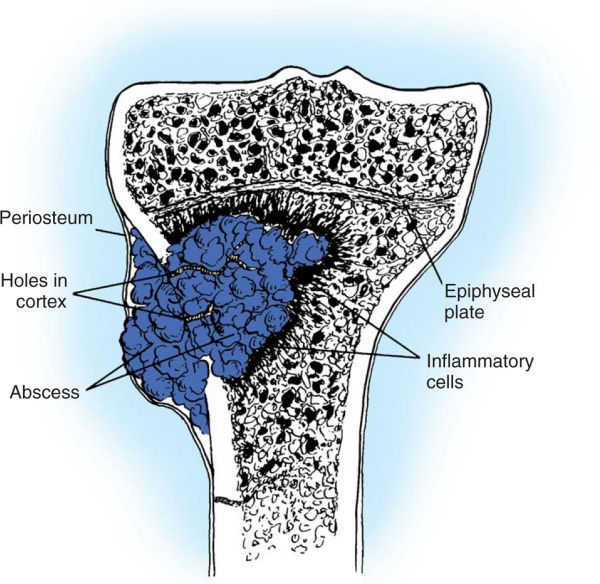 Periosteum
Holes in
cortex
Abscess
Epiphyseal
plate
Inflammatory
cells